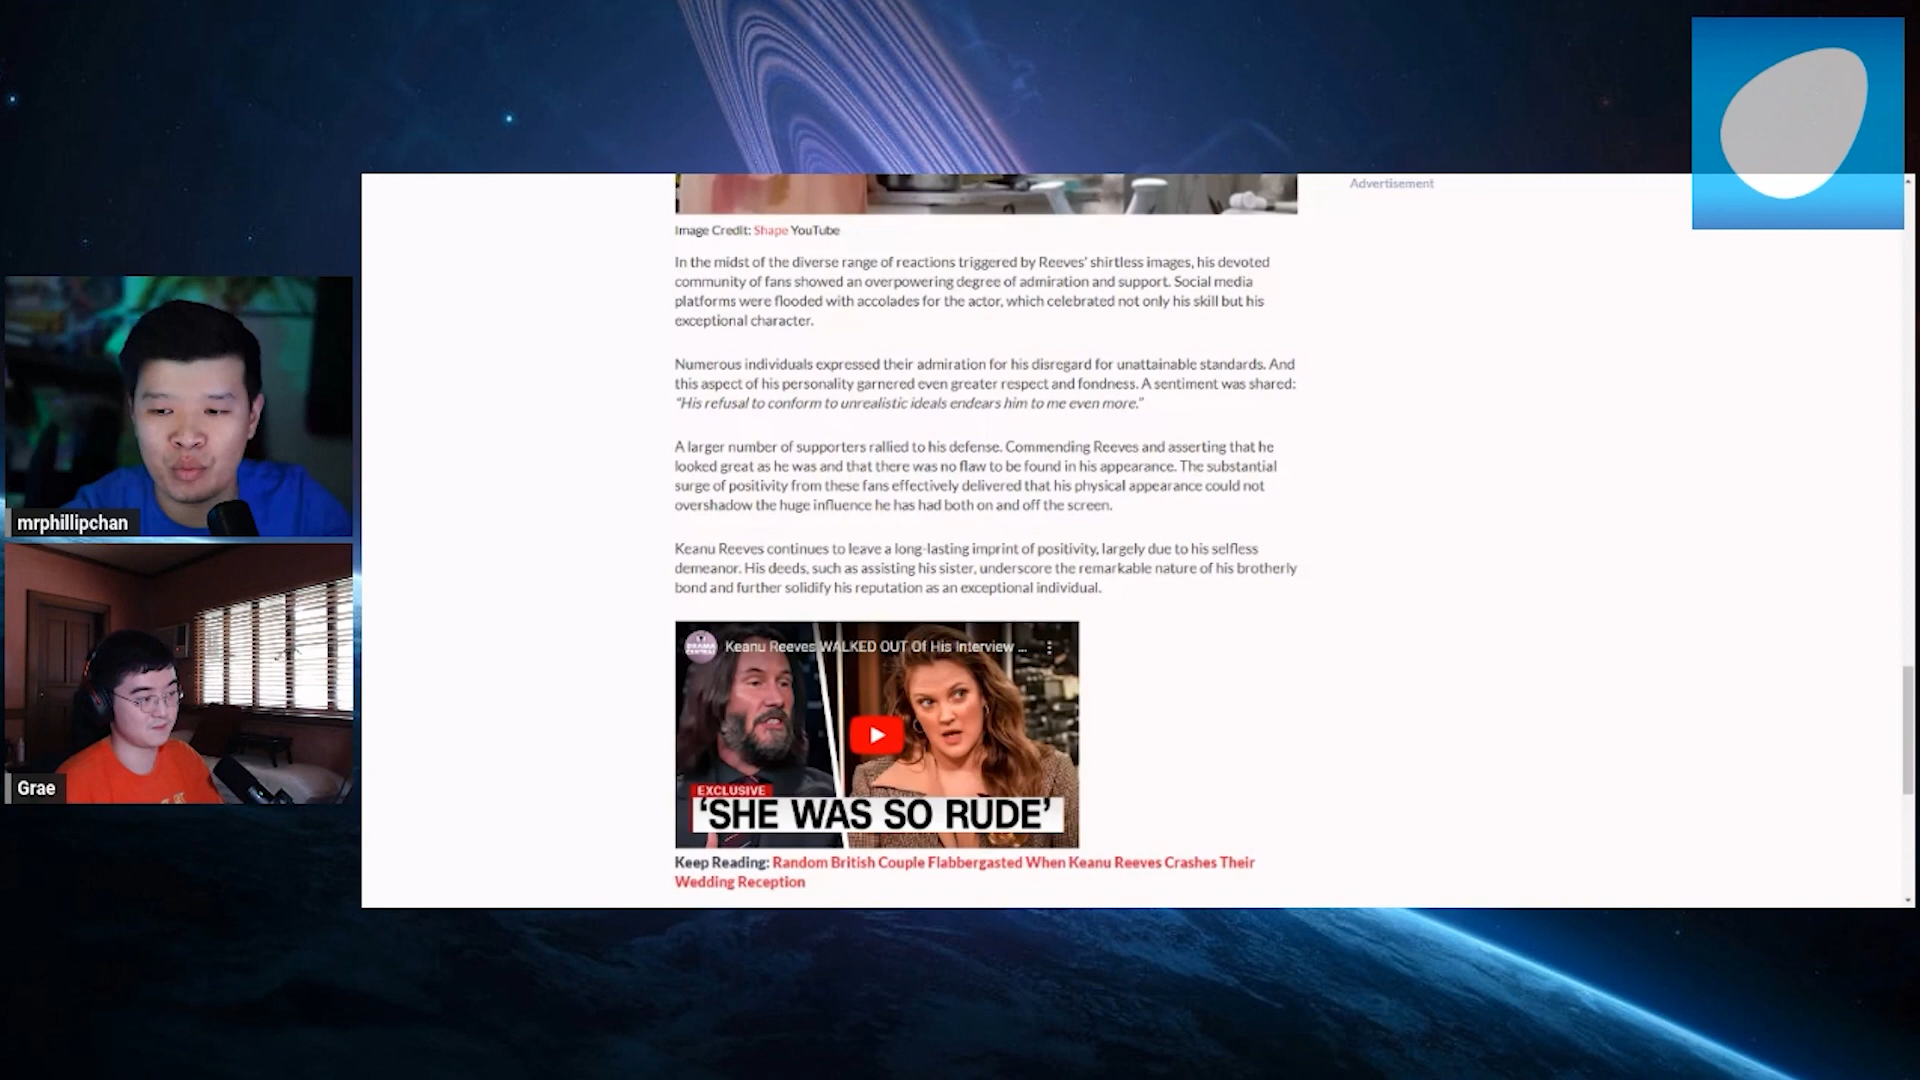 Advertisement
Image Credit: Shape YouTube
In the midst of the diverse range of reactions triggered by Reeves' shirtless images, his devoted
community of fans showed an overpowering degree of admiration and support. Social media
platforms were flooded with accolades for the actor, which celebrated not only his skill but his
exceptional character.
Numerous individuals expressed their admiration for his disregard for unattainable standards. And
this aspect of his personality garnered even greater respect and fondness. A sentiment was shared:
“His refusal to conform to unrealistic ideals endears him to me even more.”
A larger number of supporters rallied to his defense. Commending Reeves and asserting that he
looked great as he was and that there was no flaw to be found in his appearance. The substantial
surge of positivity from these fans effectively delivered that his physical appearance could not
overshadow the huge influence he has had both on and off the screen.
Keanu Reeves continues to leave a long-lasting imprint of positivity, largely due to his selfless
demeanor. His deeds, such as assisting his sister, underscore the remarkable nature of his brotherly
bond and further solidify his reputation as an exceptional individual.
DRAMA CENTRAL
Keanu Reeves WALKED OUT Of His Interview ...
EXCLUSIVE
‘SHE WAS SO RUDE’
Keep Reading: Random British Couple Flabbergasted When Keanu Reeves Crashes Their
Wedding Reception
mrphillipchan
Grae